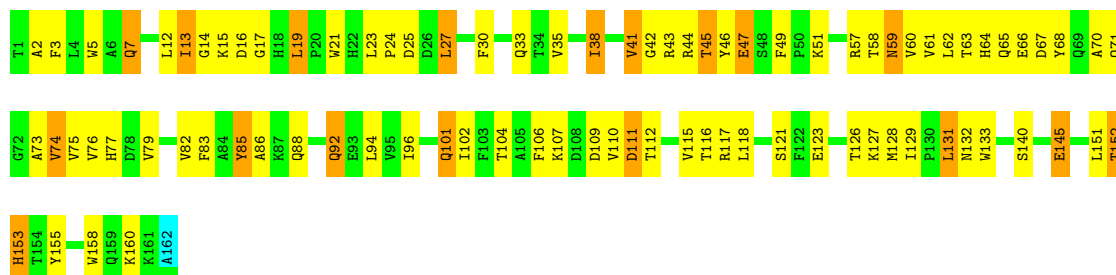 T1 A2 F3 L4 W5 A6 Q7 L12 I13 G14 K15 D16 G17 H18 L19 P20 W21 H22 L23 P24 D25 D26 L27 F30 Q33 T34 V35 I38 V41 G42 R43 R44 T45 Y46 E47 S48 F49 P50 K51 R57 T58 N59 V60 V61 L62 T63 H64 Q65 E66 D67 Y68 Q69 A70 Q71
G72 A73 V74 V75 V76 H77 D78 V79 V82 F83 A84 Y85 A86 K87 Q88 Q92 E93 L94 V95 I96 Q101 I102 F103 T104 A105 F106 K107 D108 D109 V110 D111 T112 V115 T116 R117 L118 S121 F122 E123 T126 K127 M128 I129 P130 L131 N132 W133 S140 E145 L151 T152
H153 T154 Y155 W158 Q159 K160 K161 A162